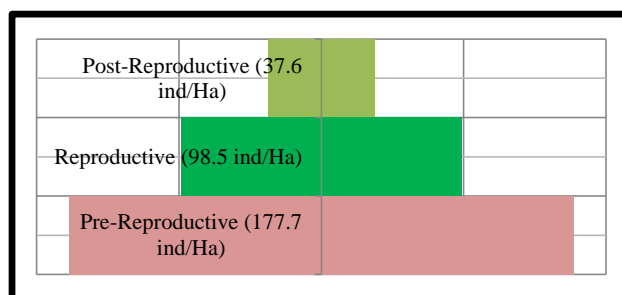 Post-Reproductive (37.6
ind/Ha)
Reproductive (98.5 ind/Ha)
Pre-Reproductive (177.7
ind/Ha)